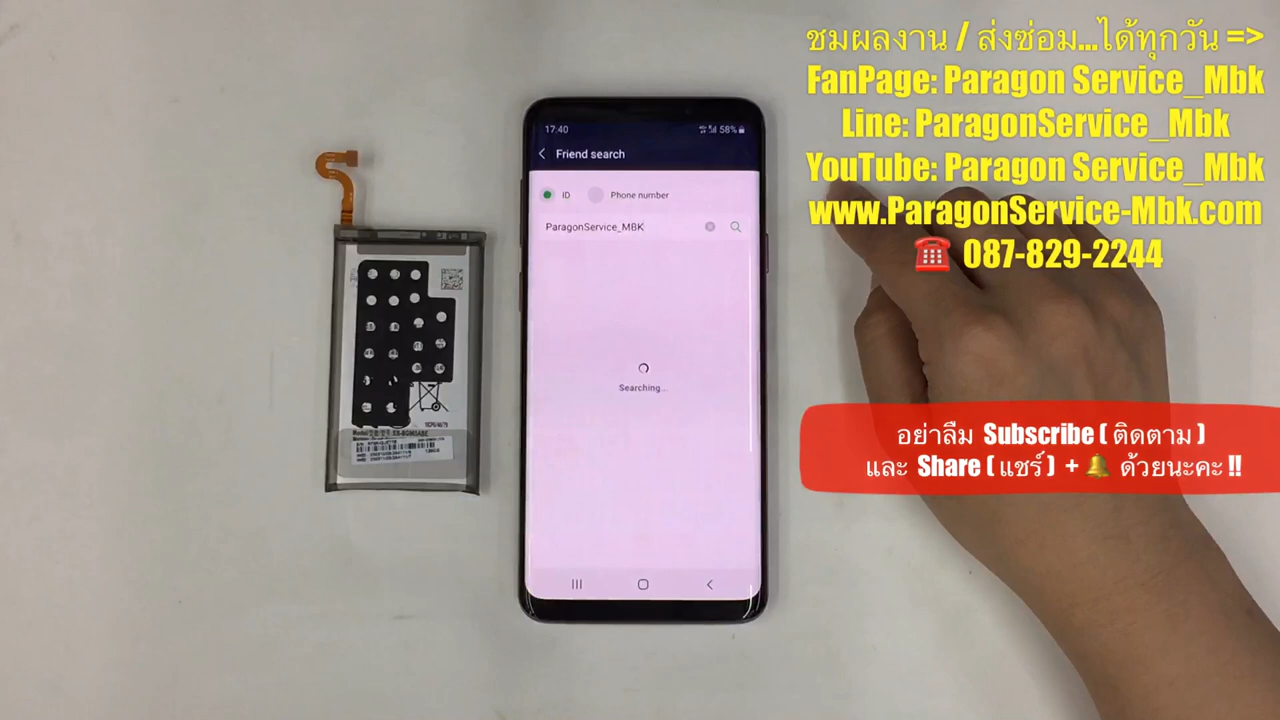 ชมผลงาน / ส่งซ่อม...ได้ทุกวัน =>
FanPage: Paragon Service_Mbk
Line: ParagonService_Mbk
YouTube: Paragon Service_Mbk
www.ParagonService-Mbk.com
☎️ 087-829-2244
17:40
58%
Friend search
ID
Phone number
ParagonService_MBK
Searching...
อย่าลืม Subscribe ( ติดตาม )
และ Share ( แชร์ ) + 🔔 ด้วยนะคะ !!